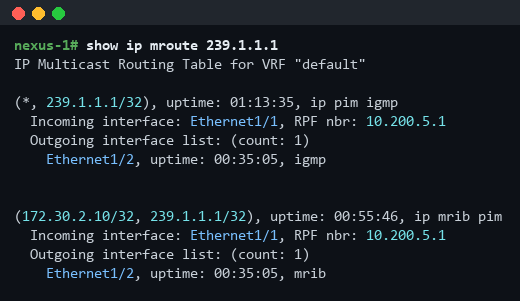 nexus-1# show ip mroute 239.1.1.1
IP Multicast Routing Table for VRF "default"
(*, 239.1.1.1/32), uptime: 01:13:35, ip pim igmp
Incoming interface: Ethernet1/1, RPF nbr: 10.200.5.1
Outgoing interface list: (count: 1)
Ethernet1/2, uptime: 00:35:05, igmp
(172.30.2.10/32, 239.1.1.1/32), uptime: 00:55:46, ip mrib pim
Incoming interface: Ethernet1/1, RPF nbr: 10.200.5.1
Outgoing interface list: (count: 1)
Ethernet1/2, uptime: 00:35:05, mrib